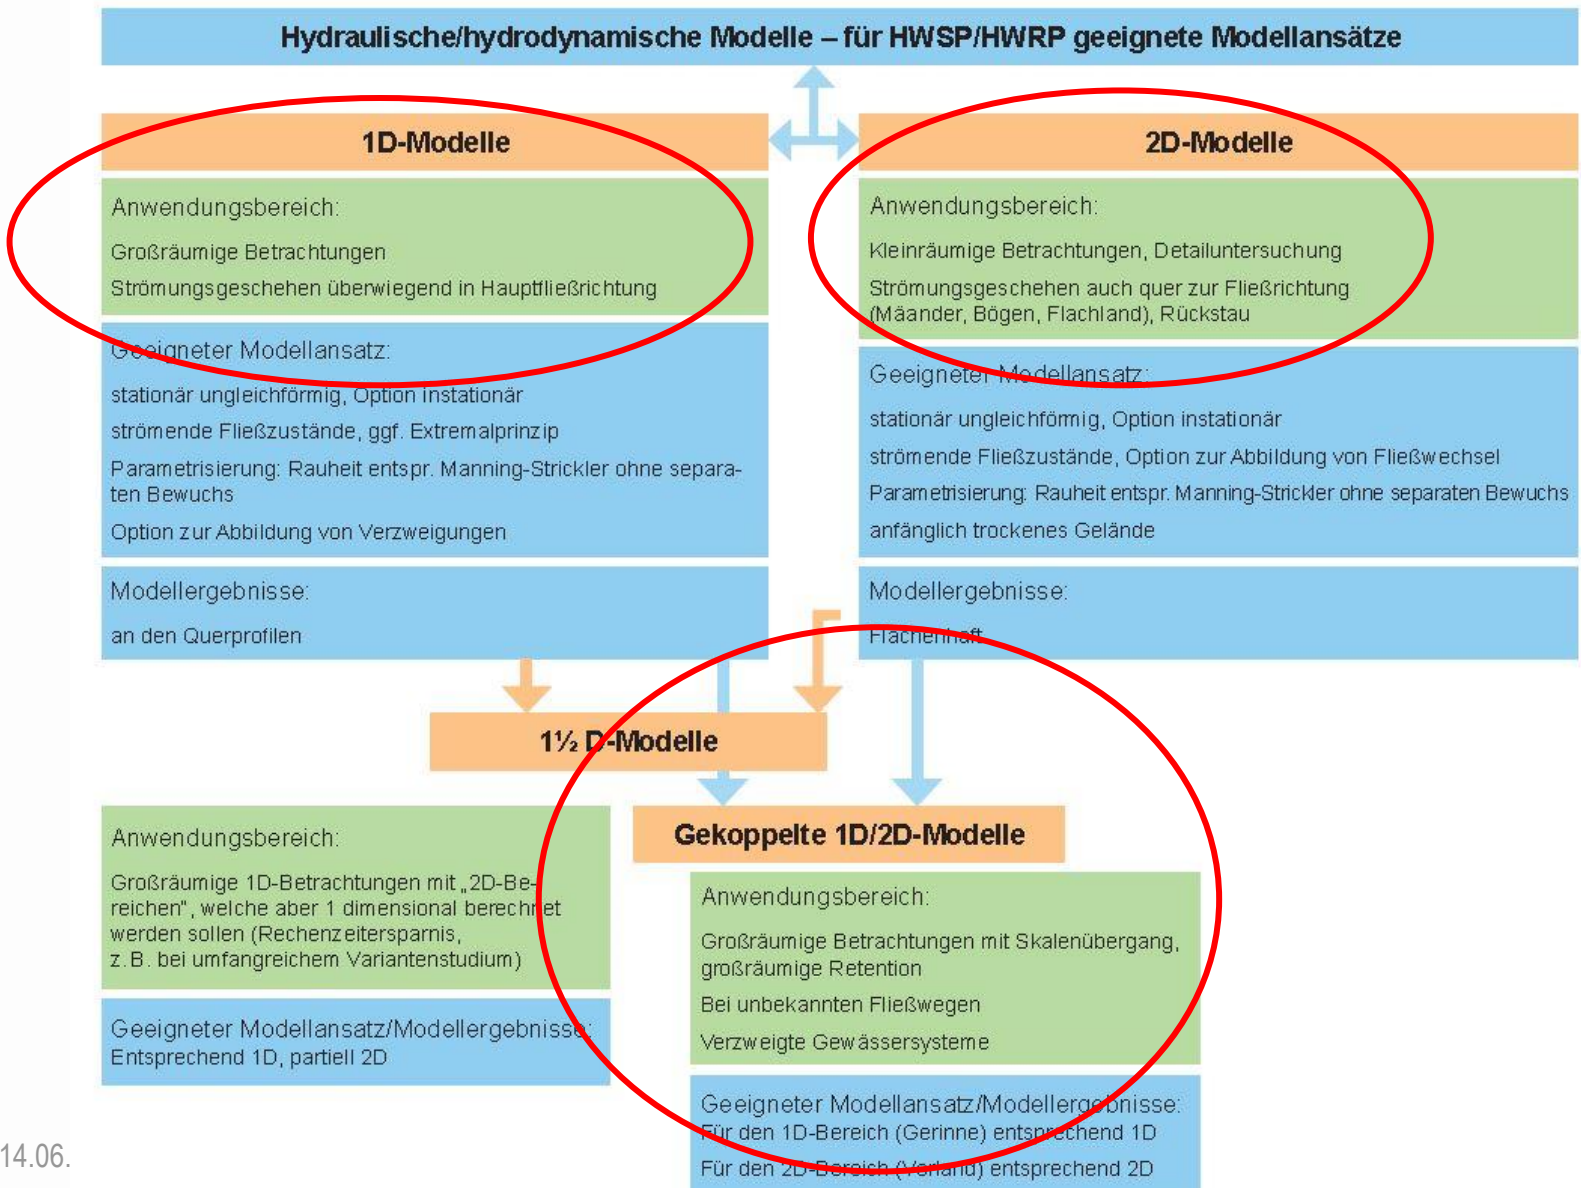 Hydraulische/hydrodynamische Modelle – für HWSP/HWRP geeignete Modellansätze
1D-Modelle
Anwendungsbereich:
Großräumige Betrachtungen
Strömungsgeschehen überwiegend in Hauptfließrichtung
Geeigneter Modellansatz:
stationär ungleichförmig, Option instationär
strömende Fließzustände, ggf. Extremalprinzip
Parametrisierung: Rauheit entspr. Manning-Strickler ohne separa-
ten Bewuchs
Option zur Abbildung von Verzweigungen
Modellergebnisse:
an den Querprofilen
2D-Modelle
Anwendungsbereich:
Kleinräumige Betrachtungen, Detailuntersuchung
Strömungsgeschehen auch quer zur Fließrichtung
(Mäander, Bögen, Flachland), Rückstau
Geeigneter Modellansatz:
stationär ungleichförmig, Option instationär
strömende Fließzustände, Option zur Abbildung von Fließwechsel
Parametrisierung: Rauheit entspr. Manning-Strickler ohne separaten Bewuchs
anfänglich trockenes Gelände
Modellergebnisse:
Flächenhaft
1½ D-Modelle
Anwendungsbereich:
Großräumige 1D-Betrachtungen mit „2D-Be-
reichen", welche aber 1 dimensional berechnet
werden sollen (Rechenzeitersparnis,
z. B. bei umfangreichem Variantenstudium)
Geeigneter Modellansatz/Modellergebnisse:
Entsprechend 1D, partiell 2D
Gekoppelte 1D/2D-Modelle
Anwendungsbereich:
Großräumige Betrachtungen mit Skalenübergang,
großräumige Retention
Bei unbekannten Fließwegen
Verzweigte Gewässersysteme
Geeigneter Modellansatz/Modellergebnisse:
Für den 1D-Bereich (Gerinne) entsprechend 1D
Für den 2D-Bereich (Vorland) entsprechend 2D
14.06.